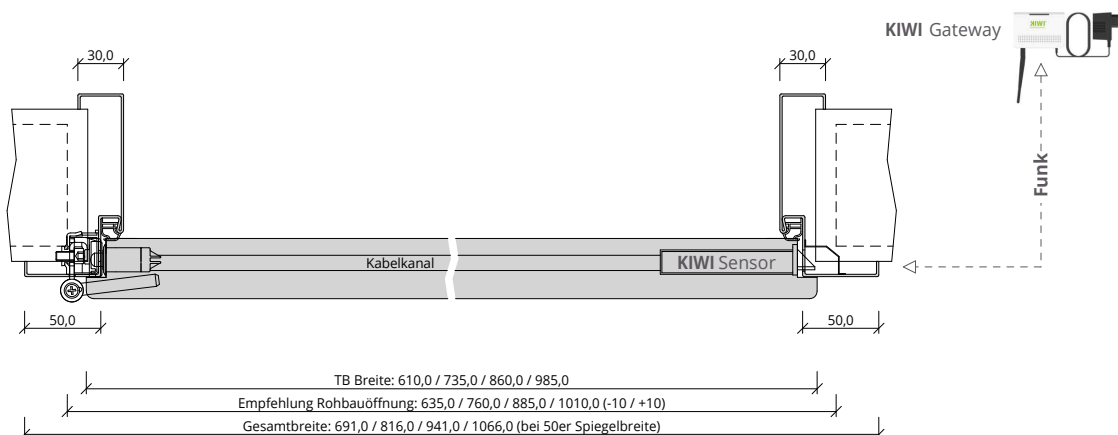 KIWI Gateway
KIWI
30,0
30,0
Funk
Kabelkanal
KIWI Sensor
50,0
50,0
TB Breite: 610,0 / 735,0 / 860,0 / 985,0
Empfehlung Rohbauöffnung: 635,0 / 760,0 / 885,0 / 1010,0 (-10 / +10)
Gesamtbreite: 691,0 / 816,0 / 941,0 / 1066,0 (bei 50er Spiegelbreite)